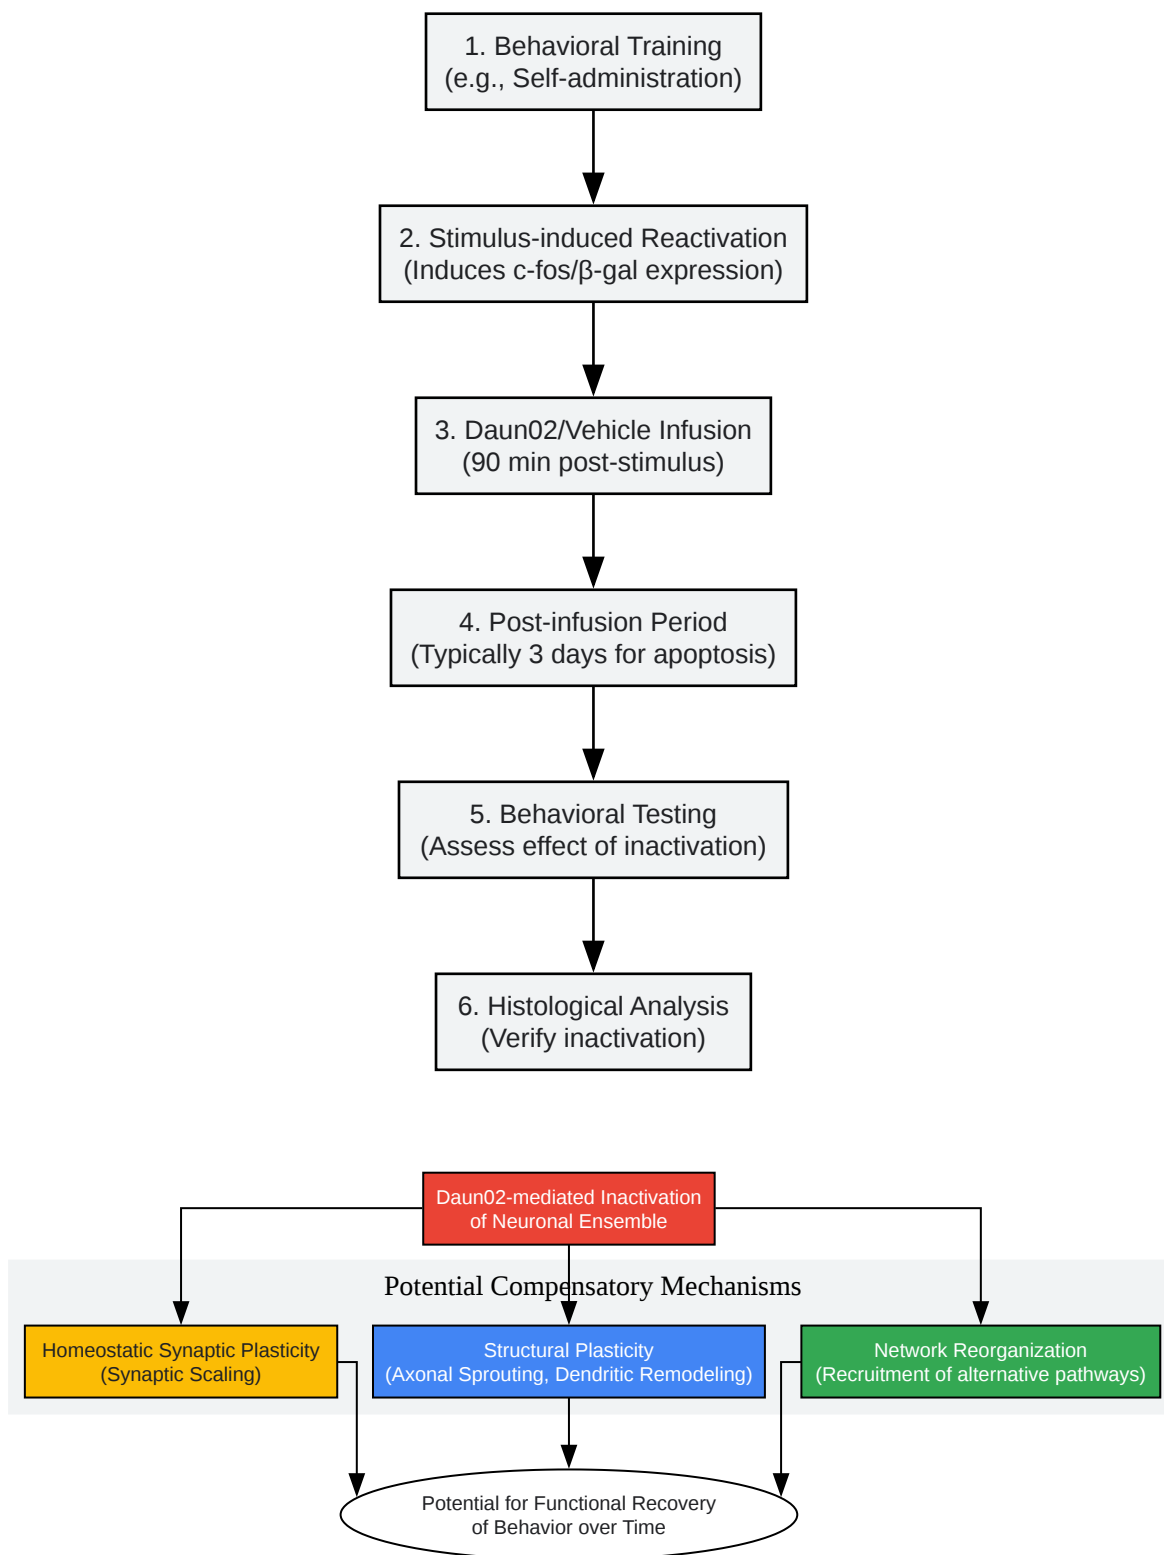 1. Behavioral Training
(e.g., Self-administration)
2. Stimulus-induced Reactivation
(Induces c-fos/β-gal expression)
3. Daun02/Vehicle Infusion
(90 min post-stimulus)
4. Post-infusion Period
(Typically 3 days for apoptosis)
5. Behavioral Testing
(Assess effect of inactivation)
6. Histological Analysis
(Verify inactivation)
Daun02-mediated Inactivation
of Neuronal Ensemble
Potential Compensatory Mechanisms
Homeostatic Synaptic Plasticity
(Synaptic Scaling)
Structural Plasticity
(Axonal Sprouting, Dendritic Remodeling)
Network Reorganization
(Recruitment of alternative pathways)
Potential for Functional Recovery
of Behavior over Time